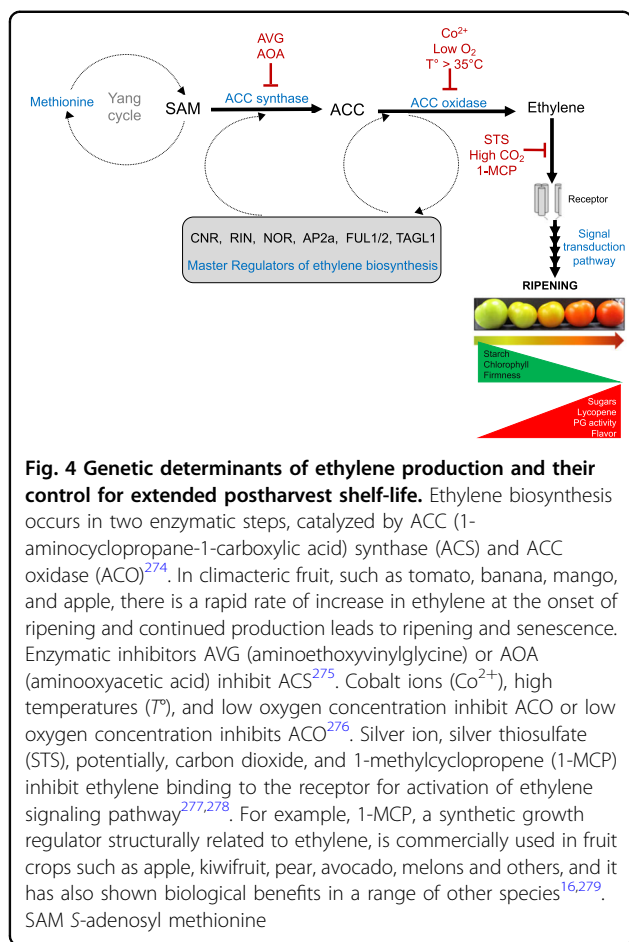 AVG
AOA
Co²⁺
Low O₂
T° > 35°C
Methionine
Yang
cycle
SAM
ACC synthase
ACC
ACC oxidase
Ethylene
STS
High CO₂
1-MCP
Receptor
CNR, RIN, NOR, AP2a, FUL1/2, TAGL1
Master Regulators of ethylene biosynthesis
Signal
transduction
pathway
RIPENING
Starch
Chlorophyll
Firmness
Sugars
Lycopene
PG activity
Flavor
Fig. 4 Genetic determinants of ethylene production and their
control for extended postharvest shelf-life. Ethylene biosynthesis
occurs in two enzymatic steps, catalyzed by ACC (1-
aminocyclopropane-1-carboxylic acid) synthase (ACS) and ACC
oxidase (ACO)²⁷⁴. In climacteric fruit, such as tomato, banana, mango,
and apple, there is a rapid rate of increase in ethylene at the onset of
ripening and continued production leads to ripening and senescence.
Enzymatic inhibitors AVG (aminoethoxyvinylglycine) or AOA
(aminooxyacetic acid) inhibit ACS²⁷⁵. Cobalt ions (Co²⁺), high
temperatures (T°), and low oxygen concentration inhibit ACO or low
oxygen concentration inhibits ACO²⁷⁶. Silver ion, silver thiosulfate
(STS), potentially, carbon dioxide, and 1-methylcyclopropene (1-MCP)
inhibit ethylene binding to the receptor for activation of ethylene
signaling pathway²⁷⁷,²⁷⁸. For example, 1-MCP, a synthetic growth
regulator structurally related to ethylene, is commercially used in fruit
crops such as apple, kiwifruit, pear, avocado, melons and others, and it
has also shown biological benefits in a range of other species¹⁶,²⁷⁹.
SAM S-adenosyl methionine